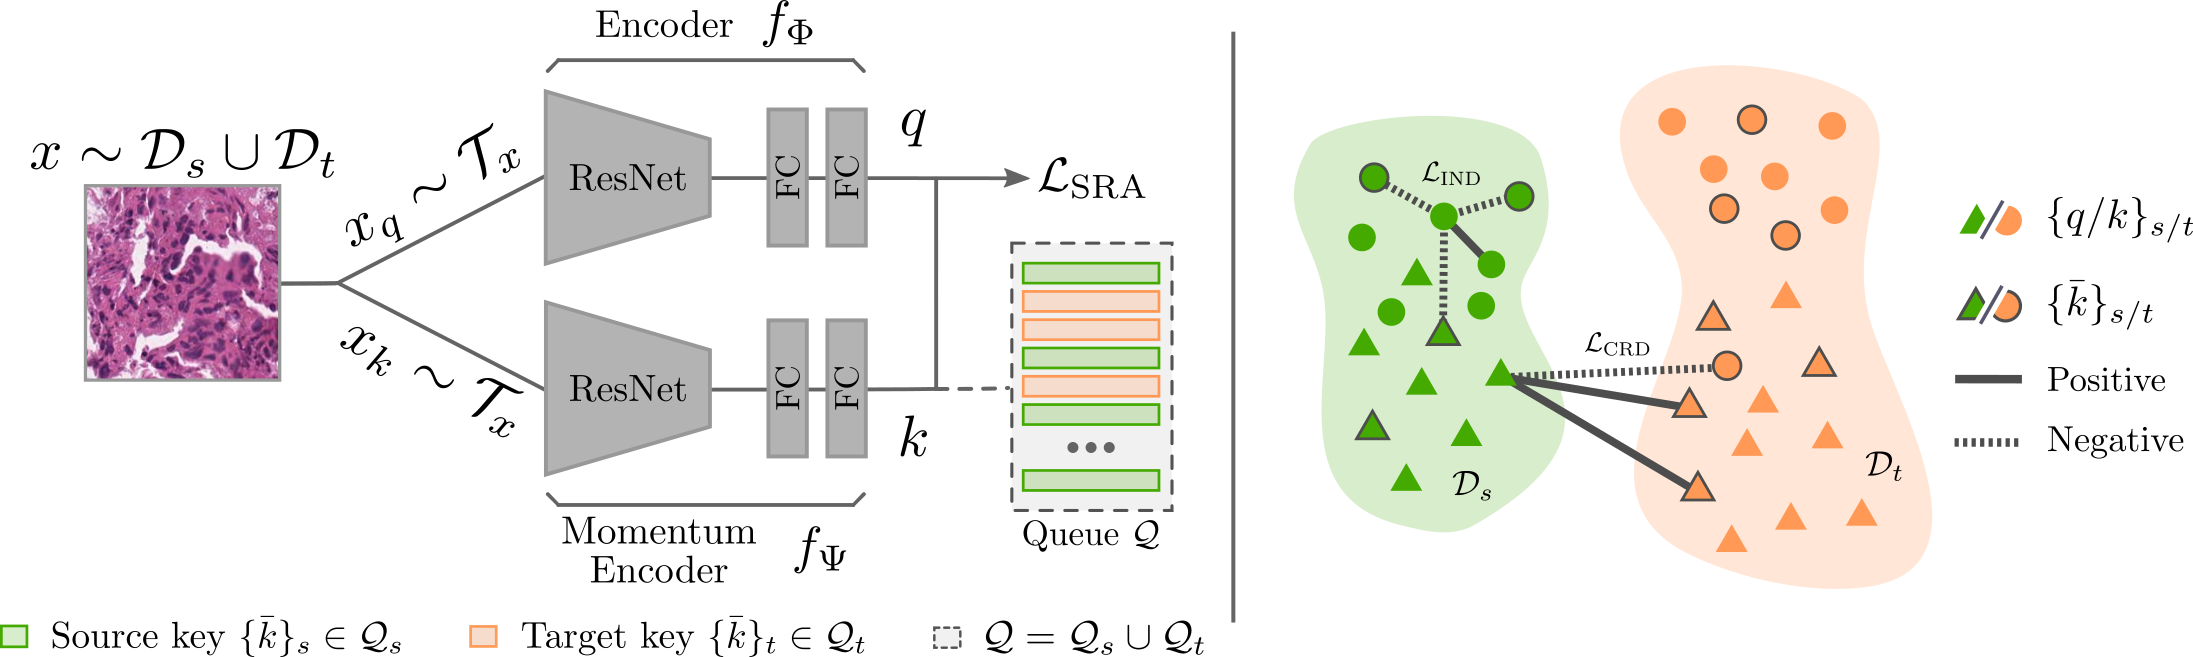 Encoder $f_\Phi$
$x \sim \mathcal{D}_s \cup \mathcal{D}_t$
$x_q \sim \mathcal{T}_x$
ResNet
FC
FC
$q$
$\mathcal{L}_{\text{SRA}}$
$x_k \sim \mathcal{T}_x$
ResNet
FC
FC
$k$
Queue $\mathcal{Q}$
Momentum
Encoder
$f_\Psi$
Source key $\{\bar{k}\}_s \in \mathcal{Q}_s$
Target key $\{\bar{k}\}_t \in \mathcal{Q}_t$
$\mathcal{Q} = \mathcal{Q}_s \cup \mathcal{Q}_t$
$\mathcal{L}_{\text{IND}}$
$\mathcal{L}_{\text{CRD}}$
$\mathcal{D}_s$
$\mathcal{D}_t$
$\{q/k\}_{s/t}$
$\{\bar{k}\}_{s/t}$
Positive
Negative